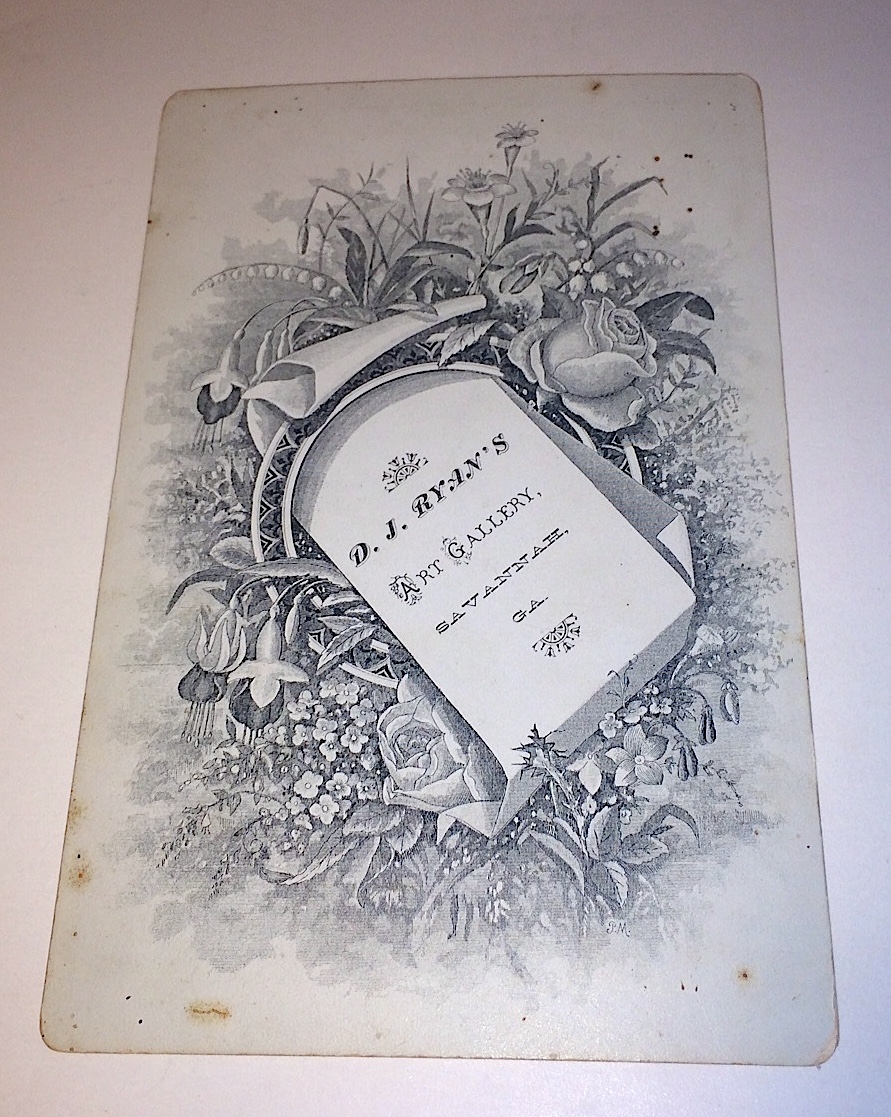 D. J. RYAN'S
ART GALLERY,
SAVANNAH,
GA.